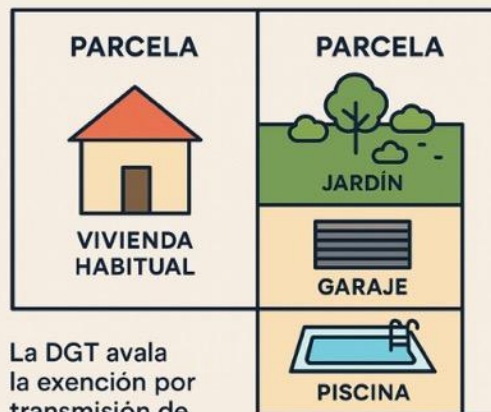 PARCELA
VIVIENDA
HABITUAL
PARCELA
JARDÍN
GARAJE
PISCINA
La DGT avala
la exención por
transmisión de